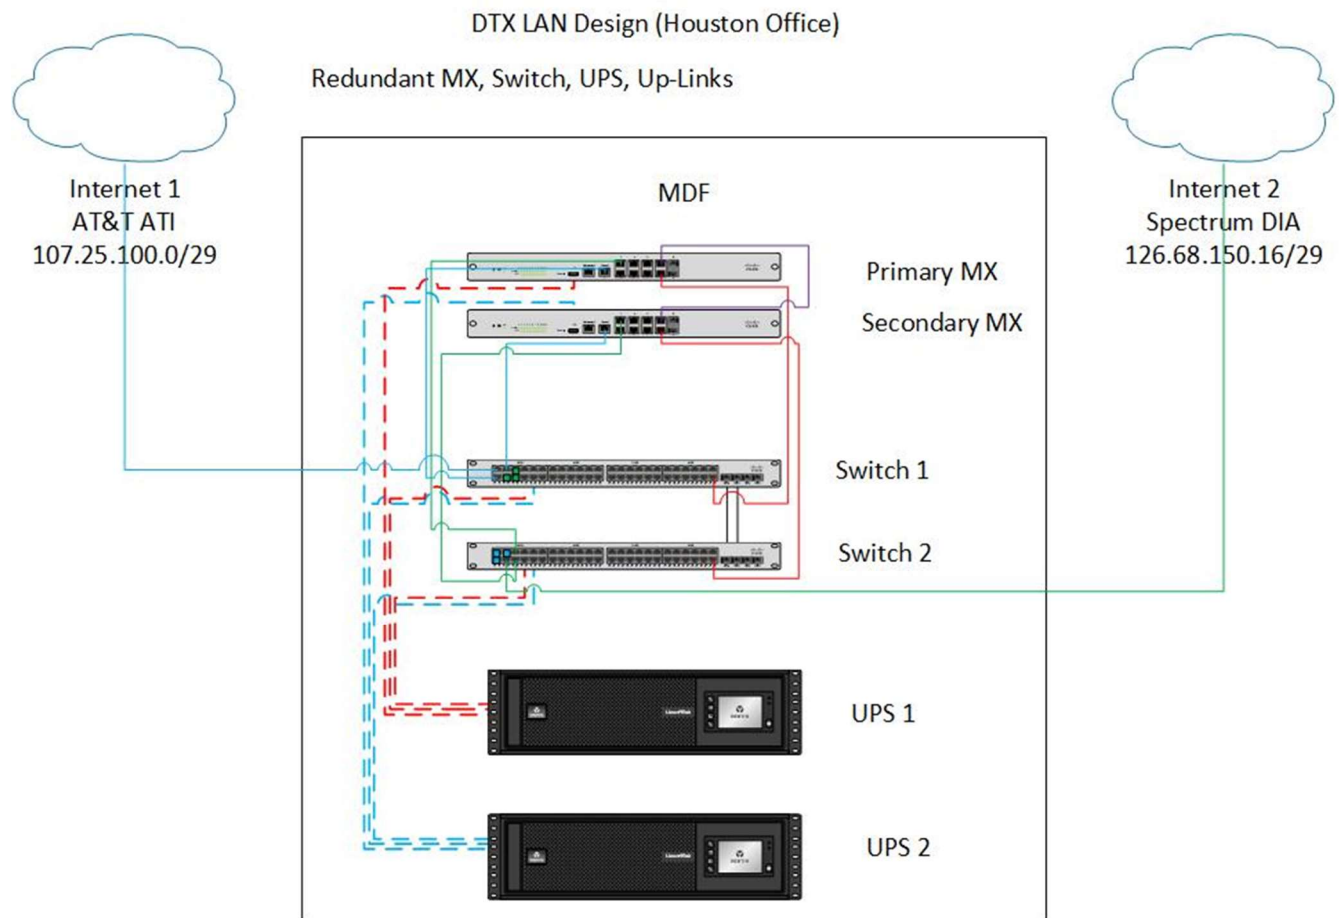 DTX LAN Design (Houston Office)
Redundant MX, Switch, UPS, Up-Links
Internet 1
AT&T ATI
107.25.100.0/29
Internet 2
Spectrum DIA
126.68.150.16/29
MDF
Primary MX
Secondary MX
Switch 1
Switch 2
UPS 1
UPS 2